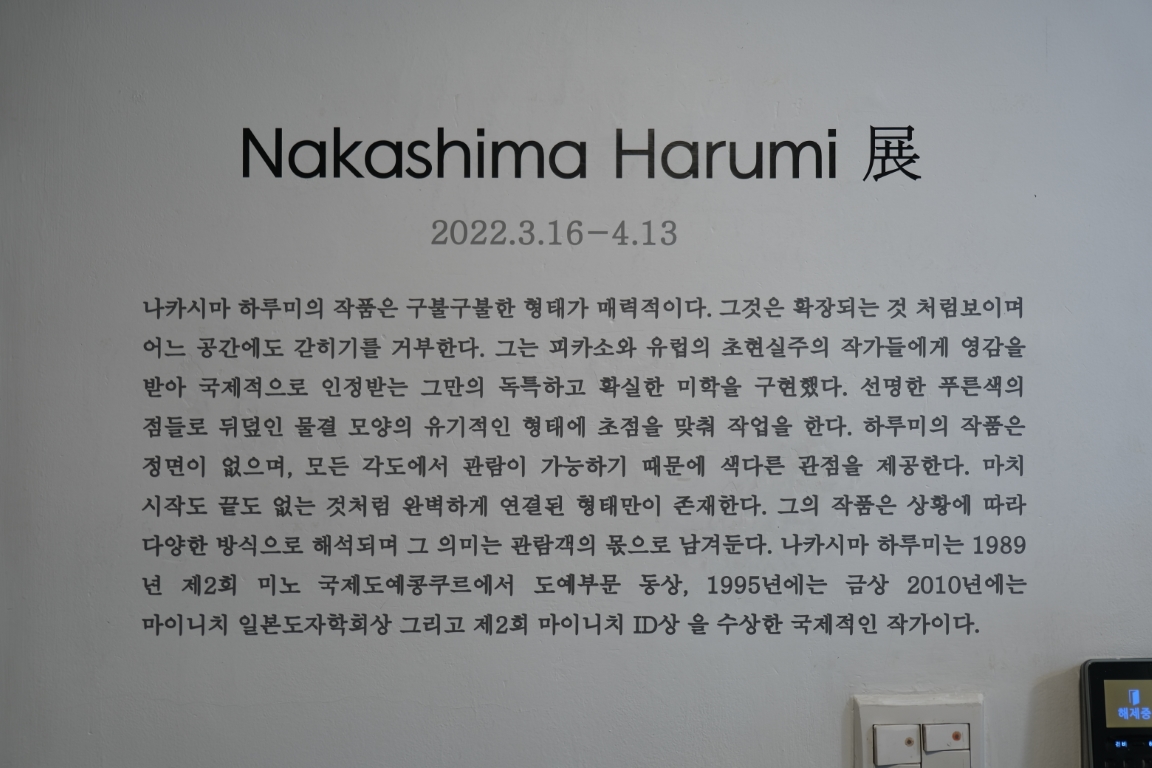 Nakashima Harumi 展
2022.3.16-4.13
나카시마 하루미의 작품은 구불구불한 형태가 매력적이다. 그것은 확장되는 것 처럼보이며
어느 공간에도 갇히기를 거부한다. 그는 피카소와 유럽의 초현실주의 작가들에게 영감을
받아 국제적으로 인정받는 그만의 독특하고 확실한 미학을 구현했다. 선명한 푸른색의
점들로 뒤덮인 물결 모양의 유기적인 형태에 초점을 맞춰 작업을 한다. 하루미의 작품은
정면이 없으며, 모든 각도에서 관람이 가능하기 때문에 색다른 관점을 제공한다. 마치
시작도 끝도 없는 것처럼 완벽하게 연결된 형태만이 존재한다. 그의 작품은 상황에 따라
다양한 방식으로 해석되며 그 의미는 관람객의 몫으로 남겨둔다. 나카시마 하루미는 1989
년 제2회 미노 국제도예콩쿠르에서 도예부문 동상, 1995년에는 금상 2010년에는
마이니치 일본도자학회상 그리고 제2회 마이니치 ID상 을 수상한 국제적인 작가이다.
해제중